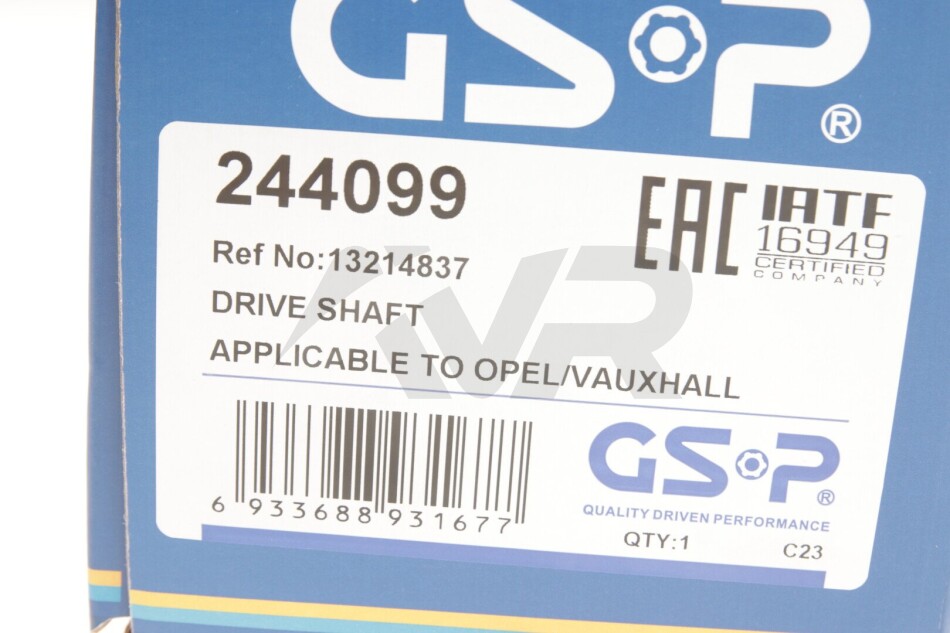 GSP®
244099
EAC
IATF
16949
CERTIFIED
COMPANY
Ref No:13214837
DRIVE SHAFT
APPLICABLE TO OPEL/VAUXHALL
6 933688 931677
GSP®
QUALITY DRIVEN PERFORMANCE
QTY:1
C23
VR